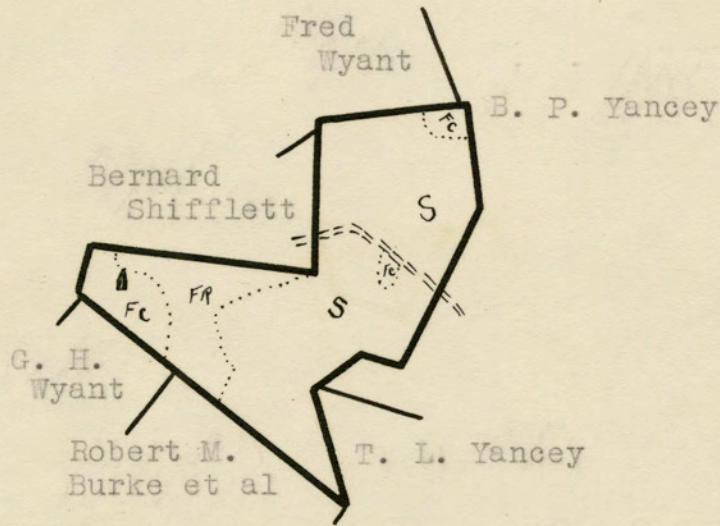 Fred
Wyant
B. P. Yancey
Fc
Bernard
Shifflett
S
Fc
FR
Fc
S
G. H.
Wyant
Robert M.
Burke et al
T. L. Yancey